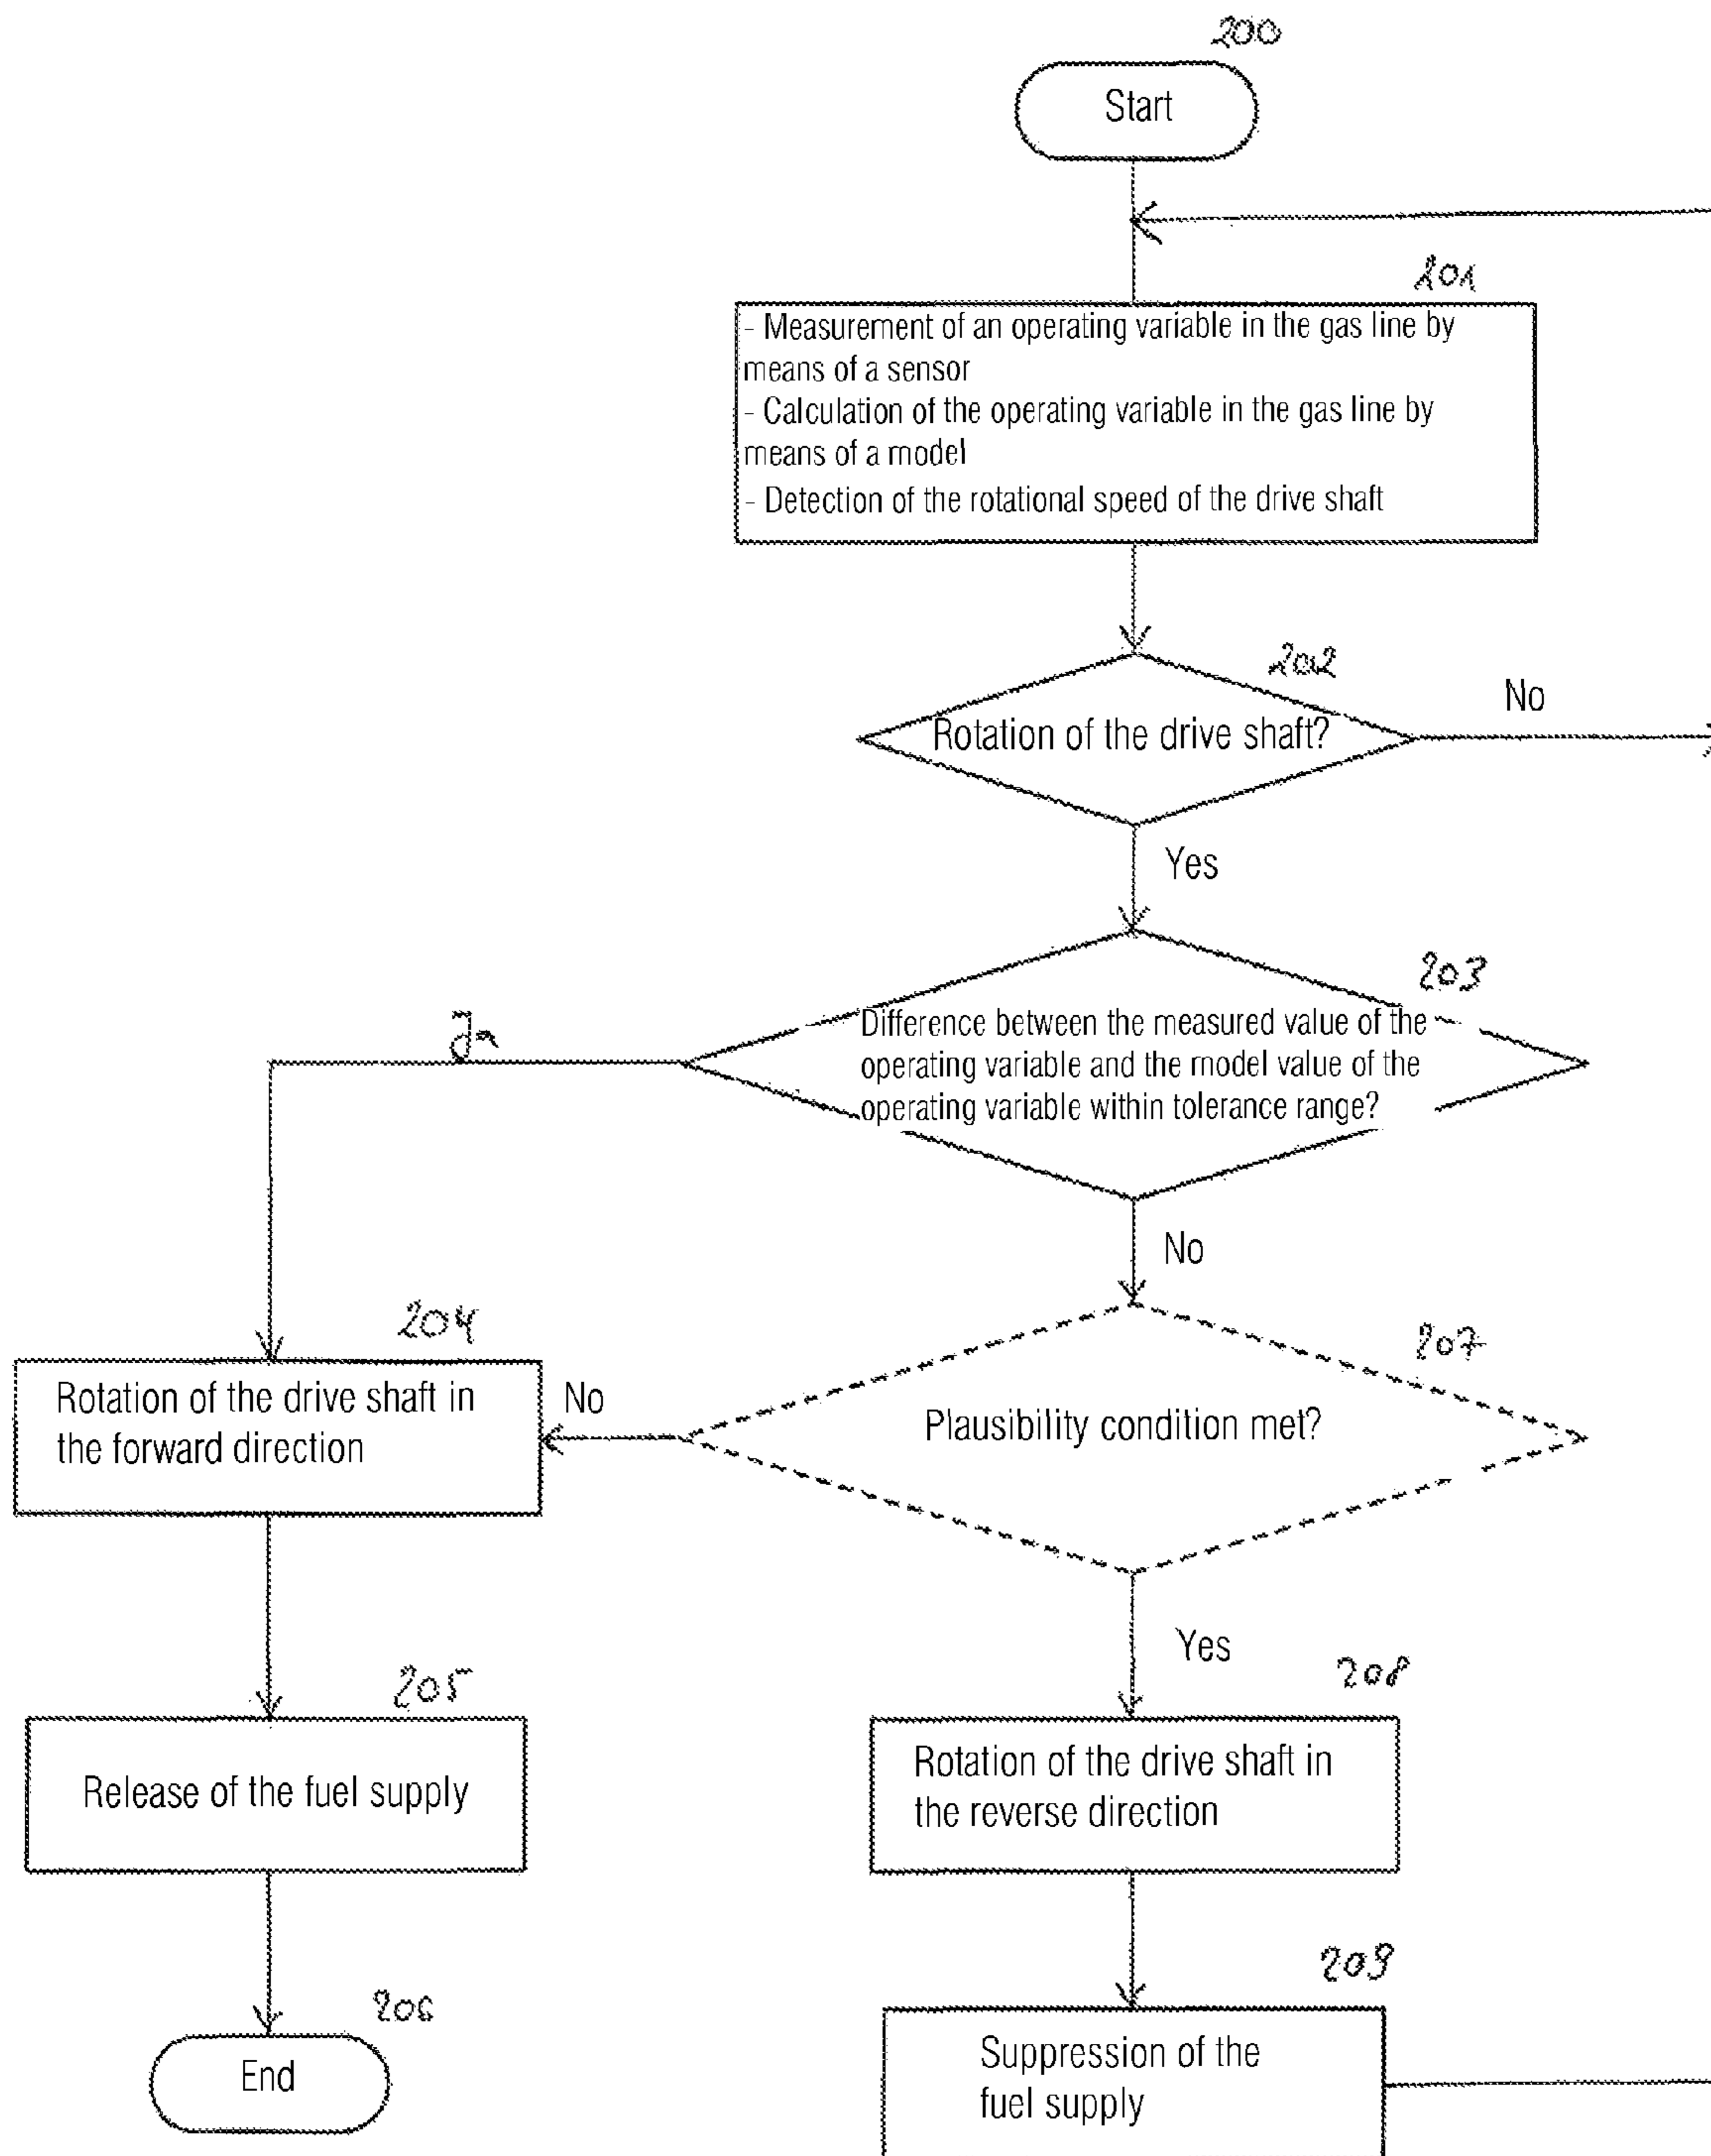 200
Start
201
- Measurement of an operating variable in the gas line by
means of a sensor
- Calculation of the operating variable in the gas line by
means of a model
- Detection of the rotational speed of the drive shaft
202
Rotation of the drive shaft?
No
Yes
203
Ja
Difference between the measured value of the
operating variable and the model value of the
operating variable within tolerance range?
No
204
207
Rotation of the drive shaft in
the forward direction
No
Plausibility condition met?
Yes
205
208
Release of the fuel supply
Rotation of the drive shaft in
the reverse direction
206
209
End
Suppression of the
fuel supply